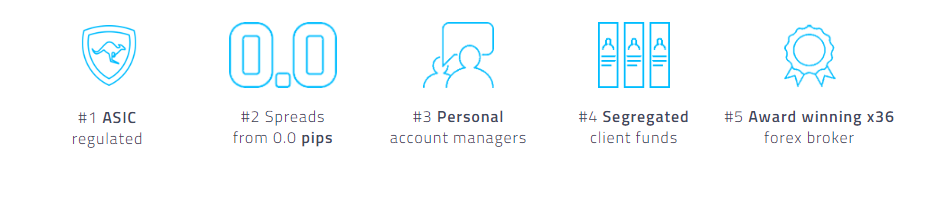 0.0
#1 ASIC
regulated
#2 Spreads
from 0.0 pips
#3 Personal
account managers
#4 Segregated
client funds
#5 Award winning x36
forex broker